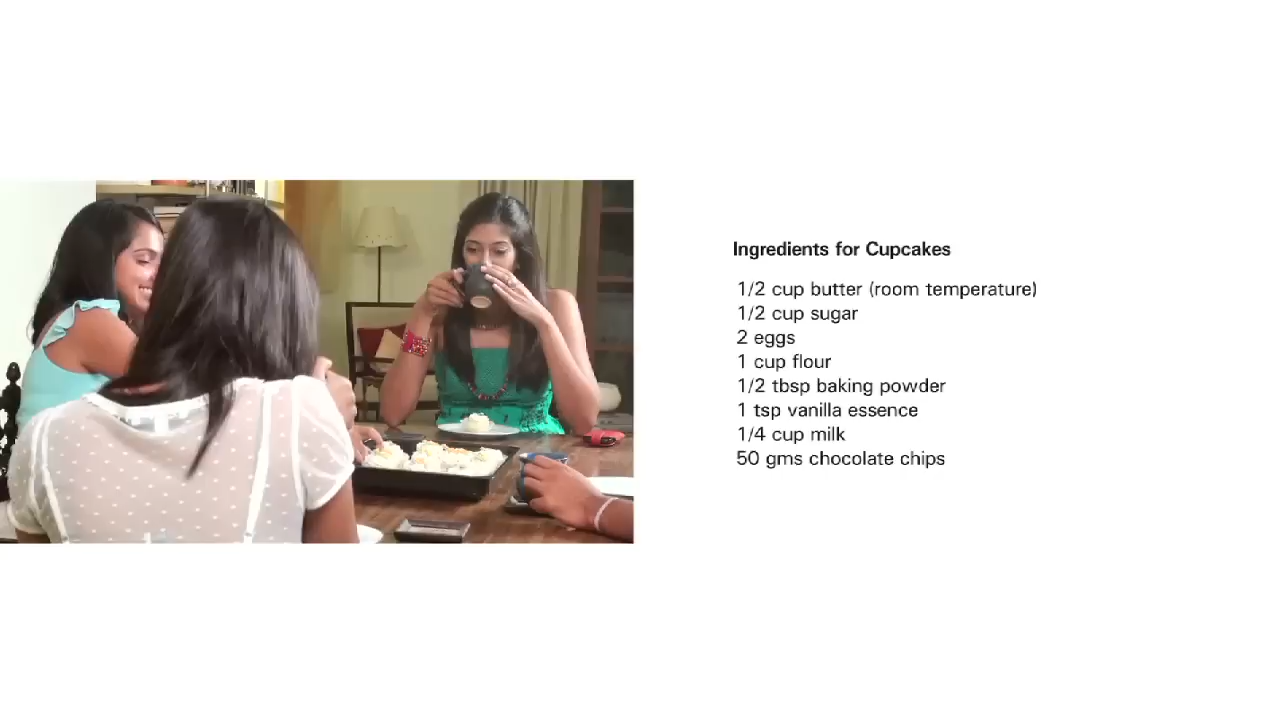 Ingredients for Cupcakes
1/2 cup butter (room temperature)
1/2 cup sugar
2 eggs
1 cup flour
1/2 tbsp baking powder
1 tsp vanilla essence
1/4 cup milk
50 gms chocolate chips